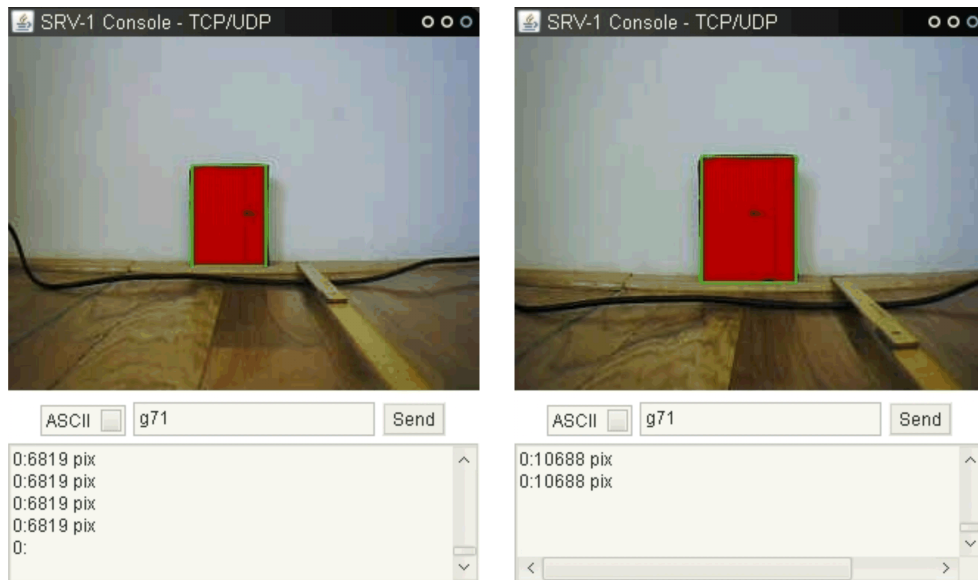 SRV-1 Console - TCP/UDP
ASCII
g71
Send
0:6819 pix
0:6819 pix
0:6819 pix
0:6819 pix
0:
SRV-1 Console - TCP/UDP
ASCII
g71
Send
0:10688 pix
0:10688 pix